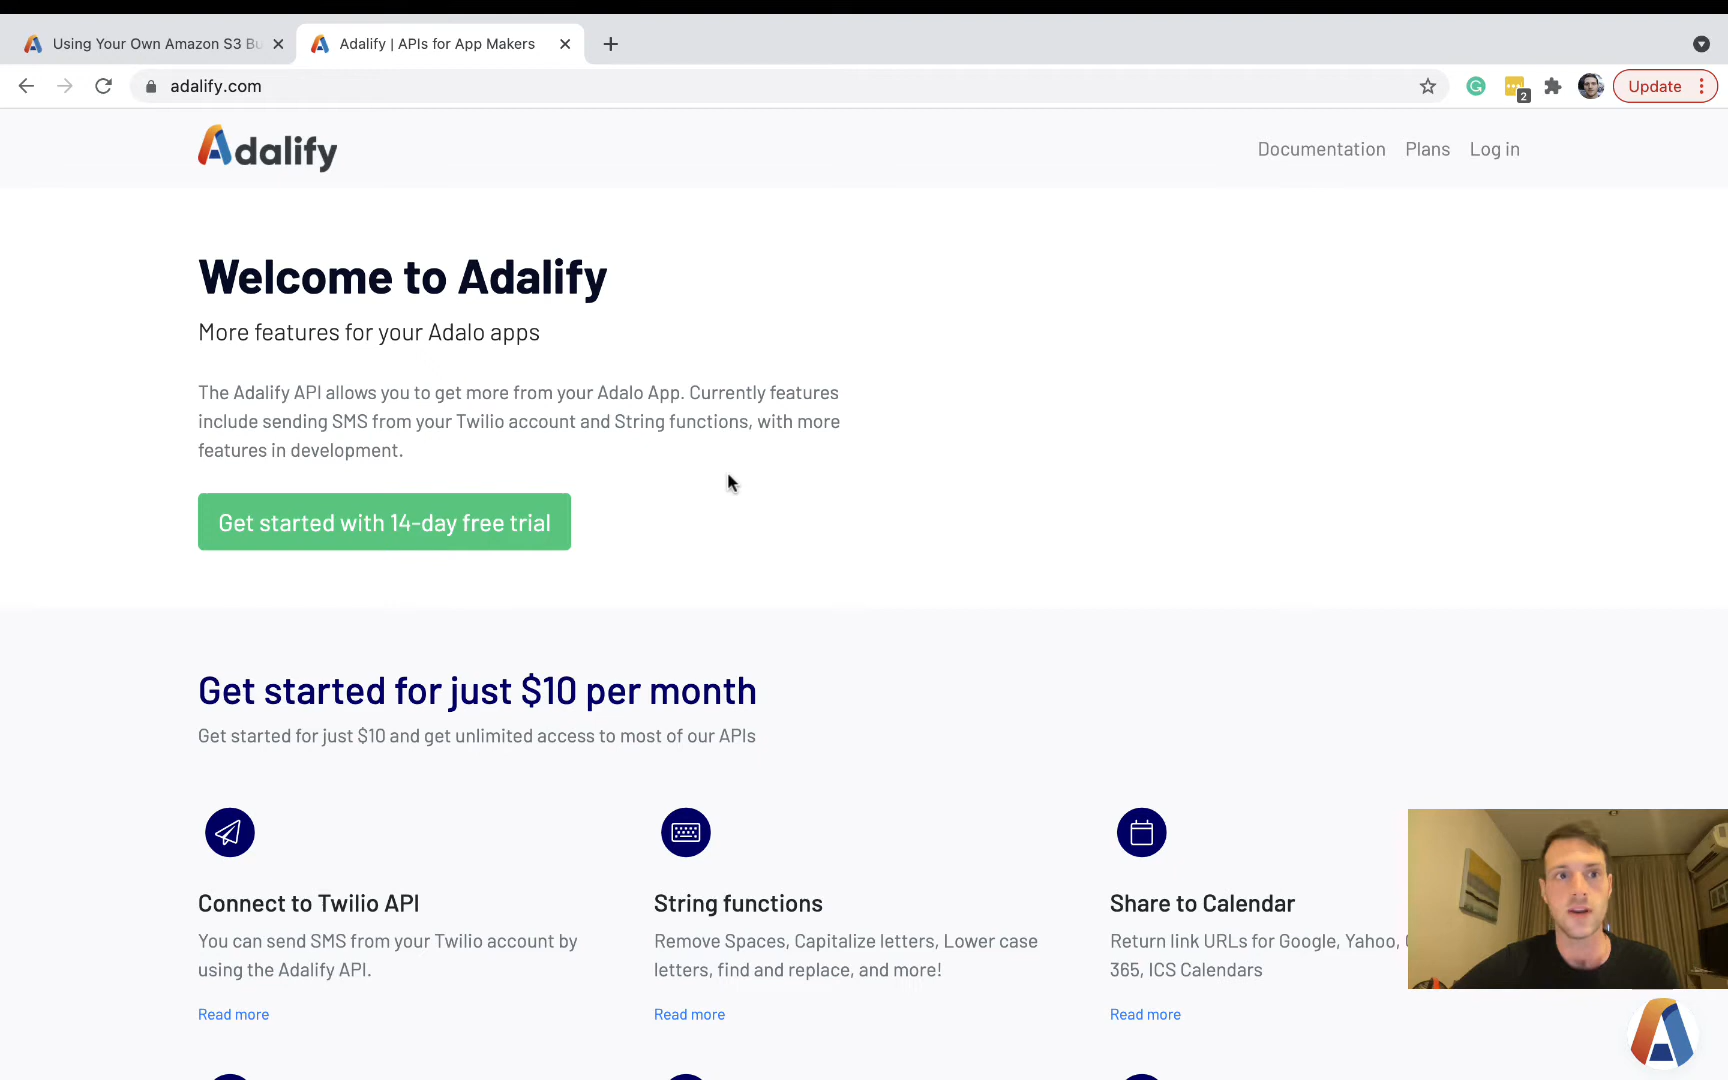 Using Your Own Amazon S3 Bu
Adalify | APIs for App Makers
adalify.com
2
Update
Adalify
Documentation
Plans
Log in
Welcome to Adalify
More features for your Adalo apps
The Adalify API allows you to get more from your Adalo App. Currently features
include sending SMS from your Twilio account and String functions, with more
features in development.
Get started with 14-day free trial
Get started for just $10 per month
Get started for just $10 and get unlimited access to most of our APIs
Connect to Twilio API
You can send SMS from your Twilio account by
using the Adalify API.
Read more
String functions
Remove Spaces, Capitalize letters, Lower case
letters, find and replace, and more!
Read more
Share to Calendar
Return link URLs for Google, Yahoo,
365, ICS Calendars
Read more